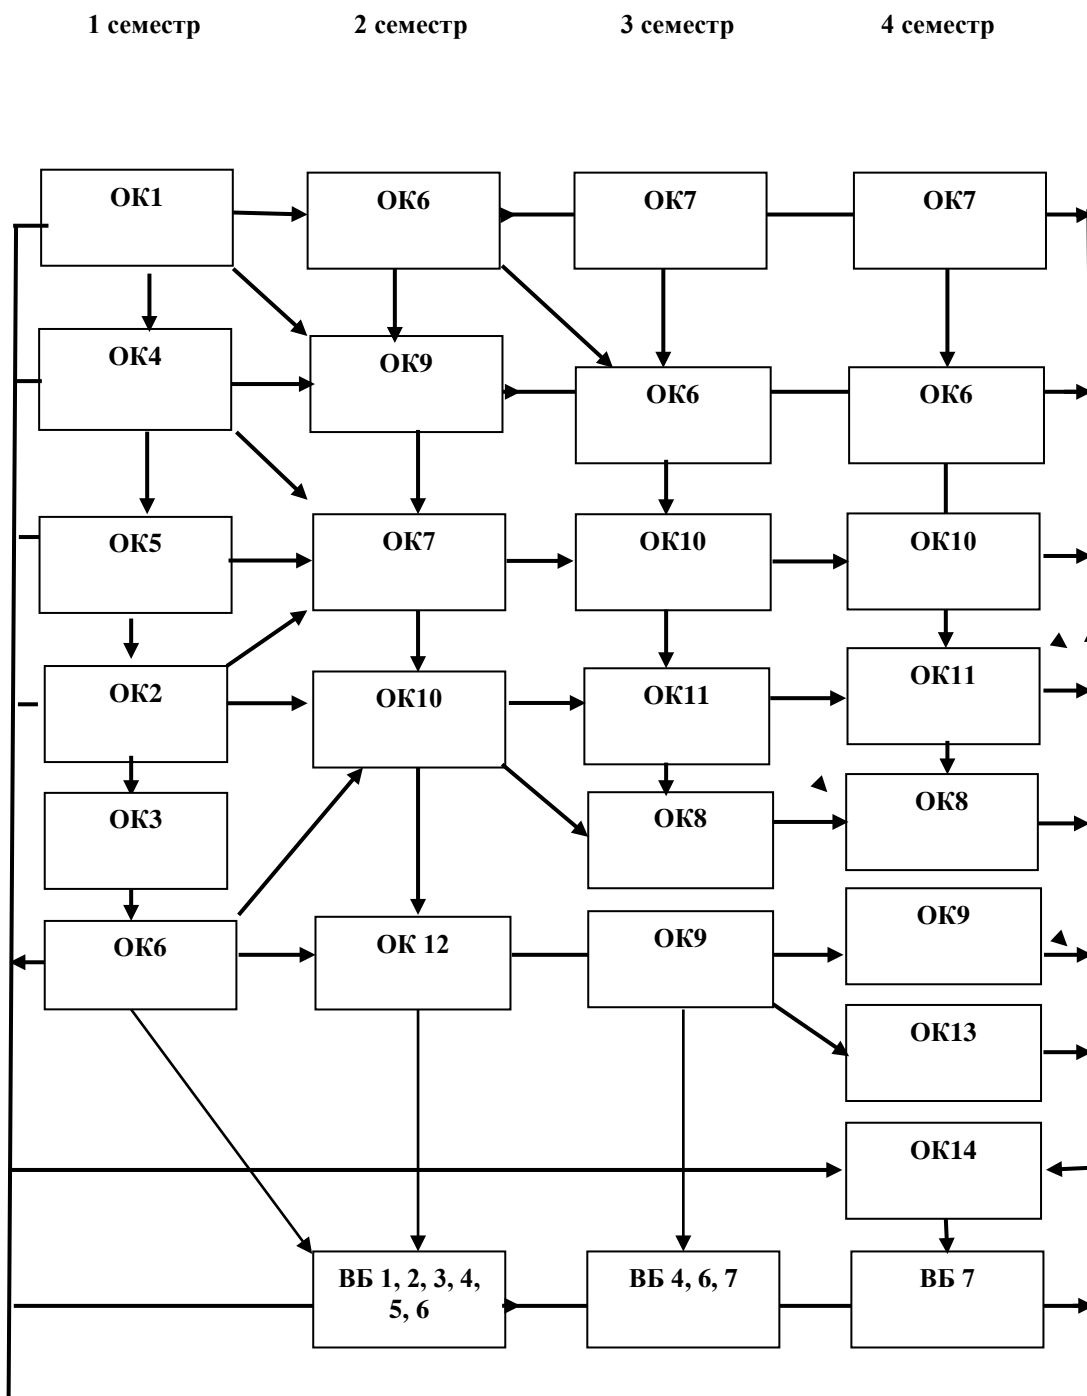 1 семестр 2 семестр 3 семестр 4 семестр
ОК1 ОК6 ОК7 ОК7
ОК4 ОК9 ОК6 ОК6
ОК5 ОК7 ОК10 ОК10
ОК2 ОК10 ОК11 ОК11
ОК3 ОК8 ОК8
ОК6 ОК 12 ОК9 ОК9
ОК13
ОК14
ВБ 1, 2, 3, 4, ВБ 4, 6, 7 ВБ 7
5, 6